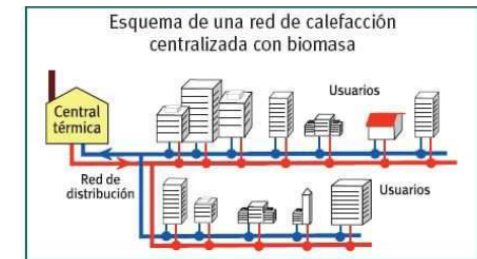 Esquema de una red de calefacción
centralizada con biomasa
Usuarios
Central
térmica
Red de
distribución
Usuarios